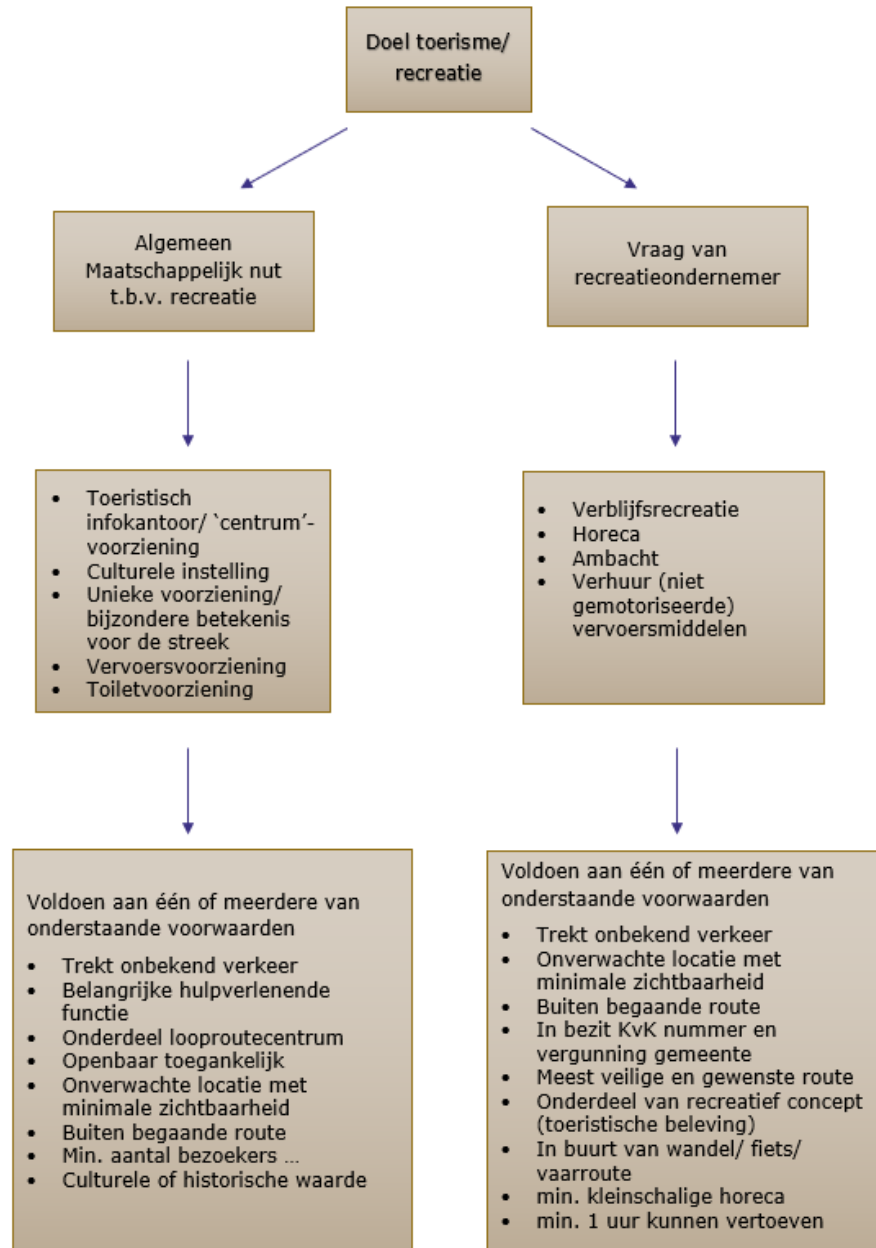 Doel toerisme/
recreatie
Algemeen
Maatschappelijk nut
t.b.v. recreatie
Vraag van
recreatieondernemer
• Toeristisch
infokantoor/ ‘centrum’-
voorziening
• Culturele instelling
• Unieke voorziening/
bijzondere betekenis
voor de streek
• Vervoersvoorziening
• Toiletvoorziening
• Verblijfsrecreatie
• Horeca
• Ambacht
• Verhuur (niet
gemotoriseerde)
vervoersmiddelen
Voldoen aan één of meerdere van
onderstaande voorwaarden
• Trekt onbekend verkeer
• Belangrijke hulpverlenende
functie
• Onderdeel looproutecentrum
• Openbaar toegankelijk
• Onverwachte locatie met
minimale zichtbaarheid
• Buiten begaande route
• Min. aantal bezoekers …
• Culturele of historische waarde
Voldoen aan één of meerdere van
onderstaande voorwaarden
• Trekt onbekend verkeer
• Onverwachte locatie met
minimale zichtbaarheid
• Buiten begaande route
• In bezit KvK nummer en
vergunning gemeente
• Meest veilige en gewenste route
• Onderdeel van recreatief concept
(toeristische beleving)
• In buurt van wandel/ fiets/
vaarroute
• min. kleinschalige horeca
• min. 1 uur kunnen vertoeven